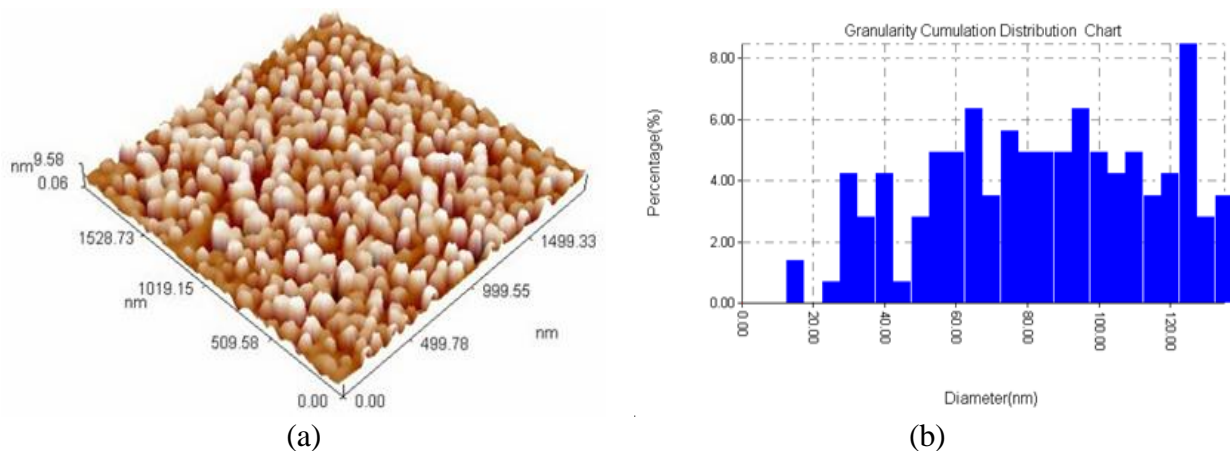 nm 9.58
0.06
1528.73
1019.15
nm
509.58
0.00
0.00
499.78
999.55
nm
1499.33
(a)
Granularity Cumulation Distribution Chart
Percentage(%)
8.00
6.00
4.00
2.00
0.00
0.00 20.00 40.00 60.00 80.00 100.00 120.00
Diameter(nm)
(b)